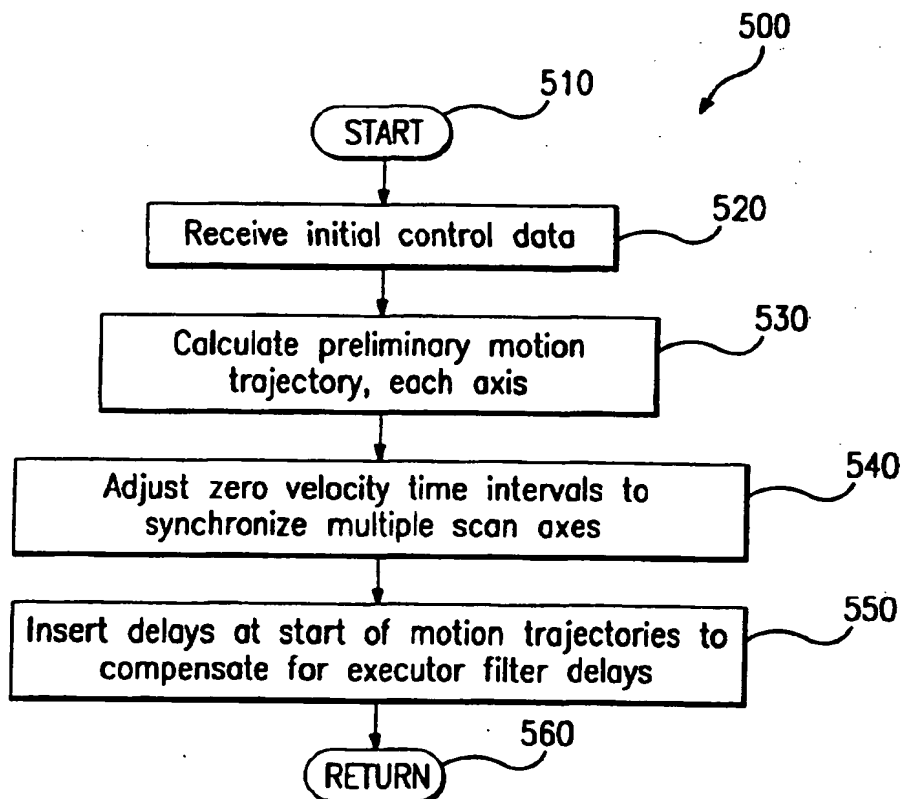 500
510
START
520
Receive initial control data
530
Calculate preliminary motion
trajectory, each axis
540
Adjust zero velocity time intervals to
synchronize multiple scan axes
550
Insert delays at start of motion trajectories to
compensate for executor filter delays
560
RETURN